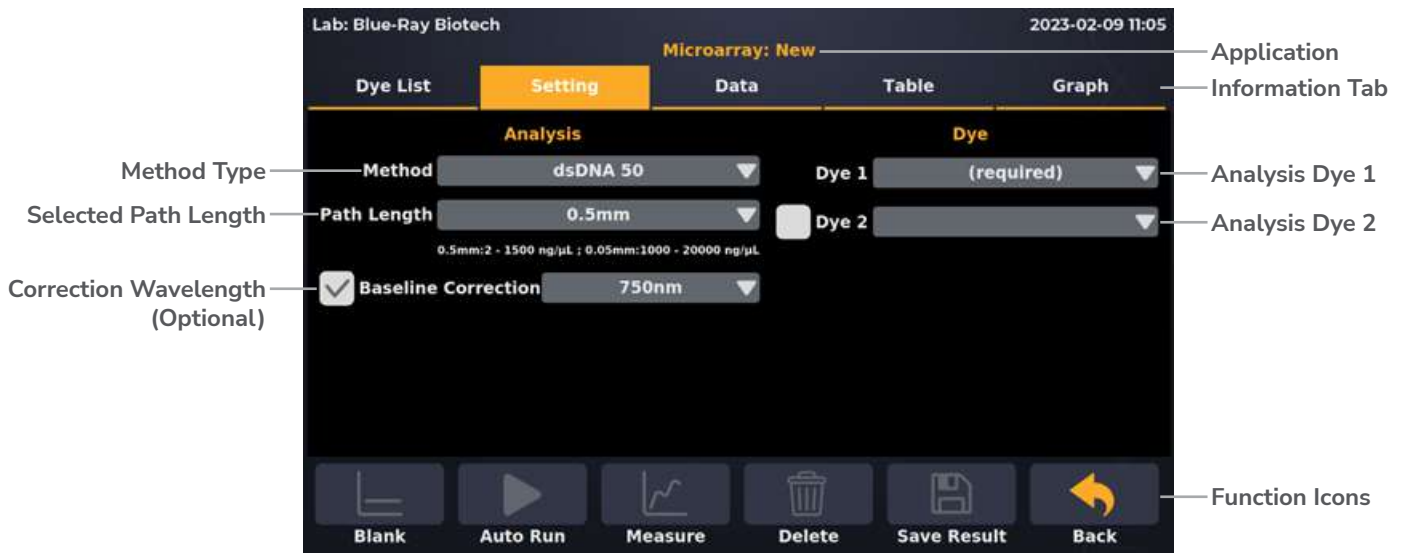 Lab: Blue-Ray Biotech 2023-02-09 11:05
Microarray: New Application
Dye List Setting Data Table Graph Information Tab
Analysis Dye
Method Type Method dsDNA 50 Dye 1 (required) Analysis Dye 1
Selected Path Length Path Length 0.5mm Dye 2 Analysis Dye 2
0.5mm:2 - 1500 ng/µL ; 0.05mm:1000 - 20000 ng/µL
Correction Wavelength Baseline Correction 750nm
(Optional)
Function Icons
Blank Auto Run Measure Delete Save Result Back